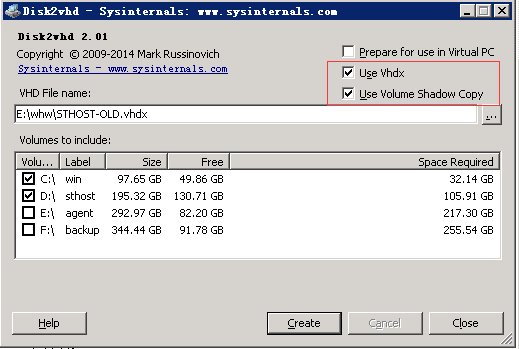 Disk2vhd - Sysinternals: www.sysinternals.com
Disk2vhd 2.01
Copyright © 2009-2014 Mark Russinovich
Sysinternals - www.sysinternals.com
Prepare for use in Virtual PC
Use Vhdx
Use Volume Shadow Copy
VHD File name:
E:\whw\STHOST-OLD.vhdx
...
Volumes to include:
Volu... Label Size Free Space Required
C:\ win 97.65 GB 49.86 GB 32.14 GB
D:\ sthost 195.32 GB 130.71 GB 105.91 GB
E:\ agent 292.97 GB 82.20 GB 217.30 GB
F:\ backup 344.44 GB 91.78 GB 255.54 GB
Help Create Cancel Close